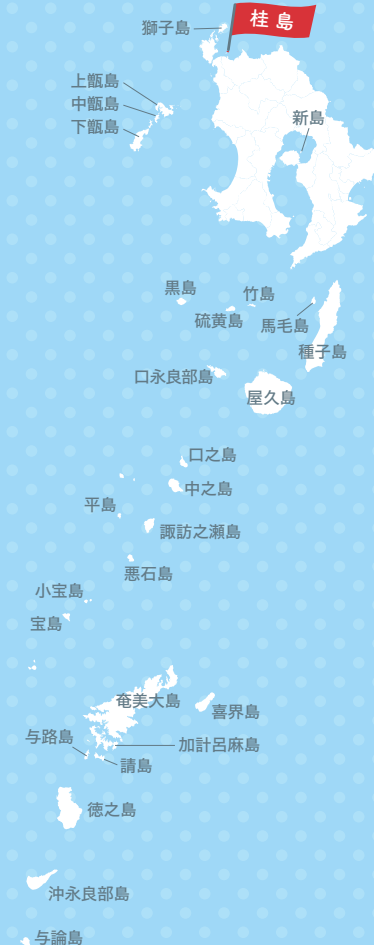 桂島
獅子島
上甑島
中甑島
下甑島
新島
黒島
竹島
硫黄島
馬毛島
種子島
口永良部島
屋久島
口之島
中之島
平島
諏訪之瀬島
悪石島
小宝島
宝島
奄美大島
喜界島
与路島
加計呂麻島
請島
徳之島
沖永良部島
与論島